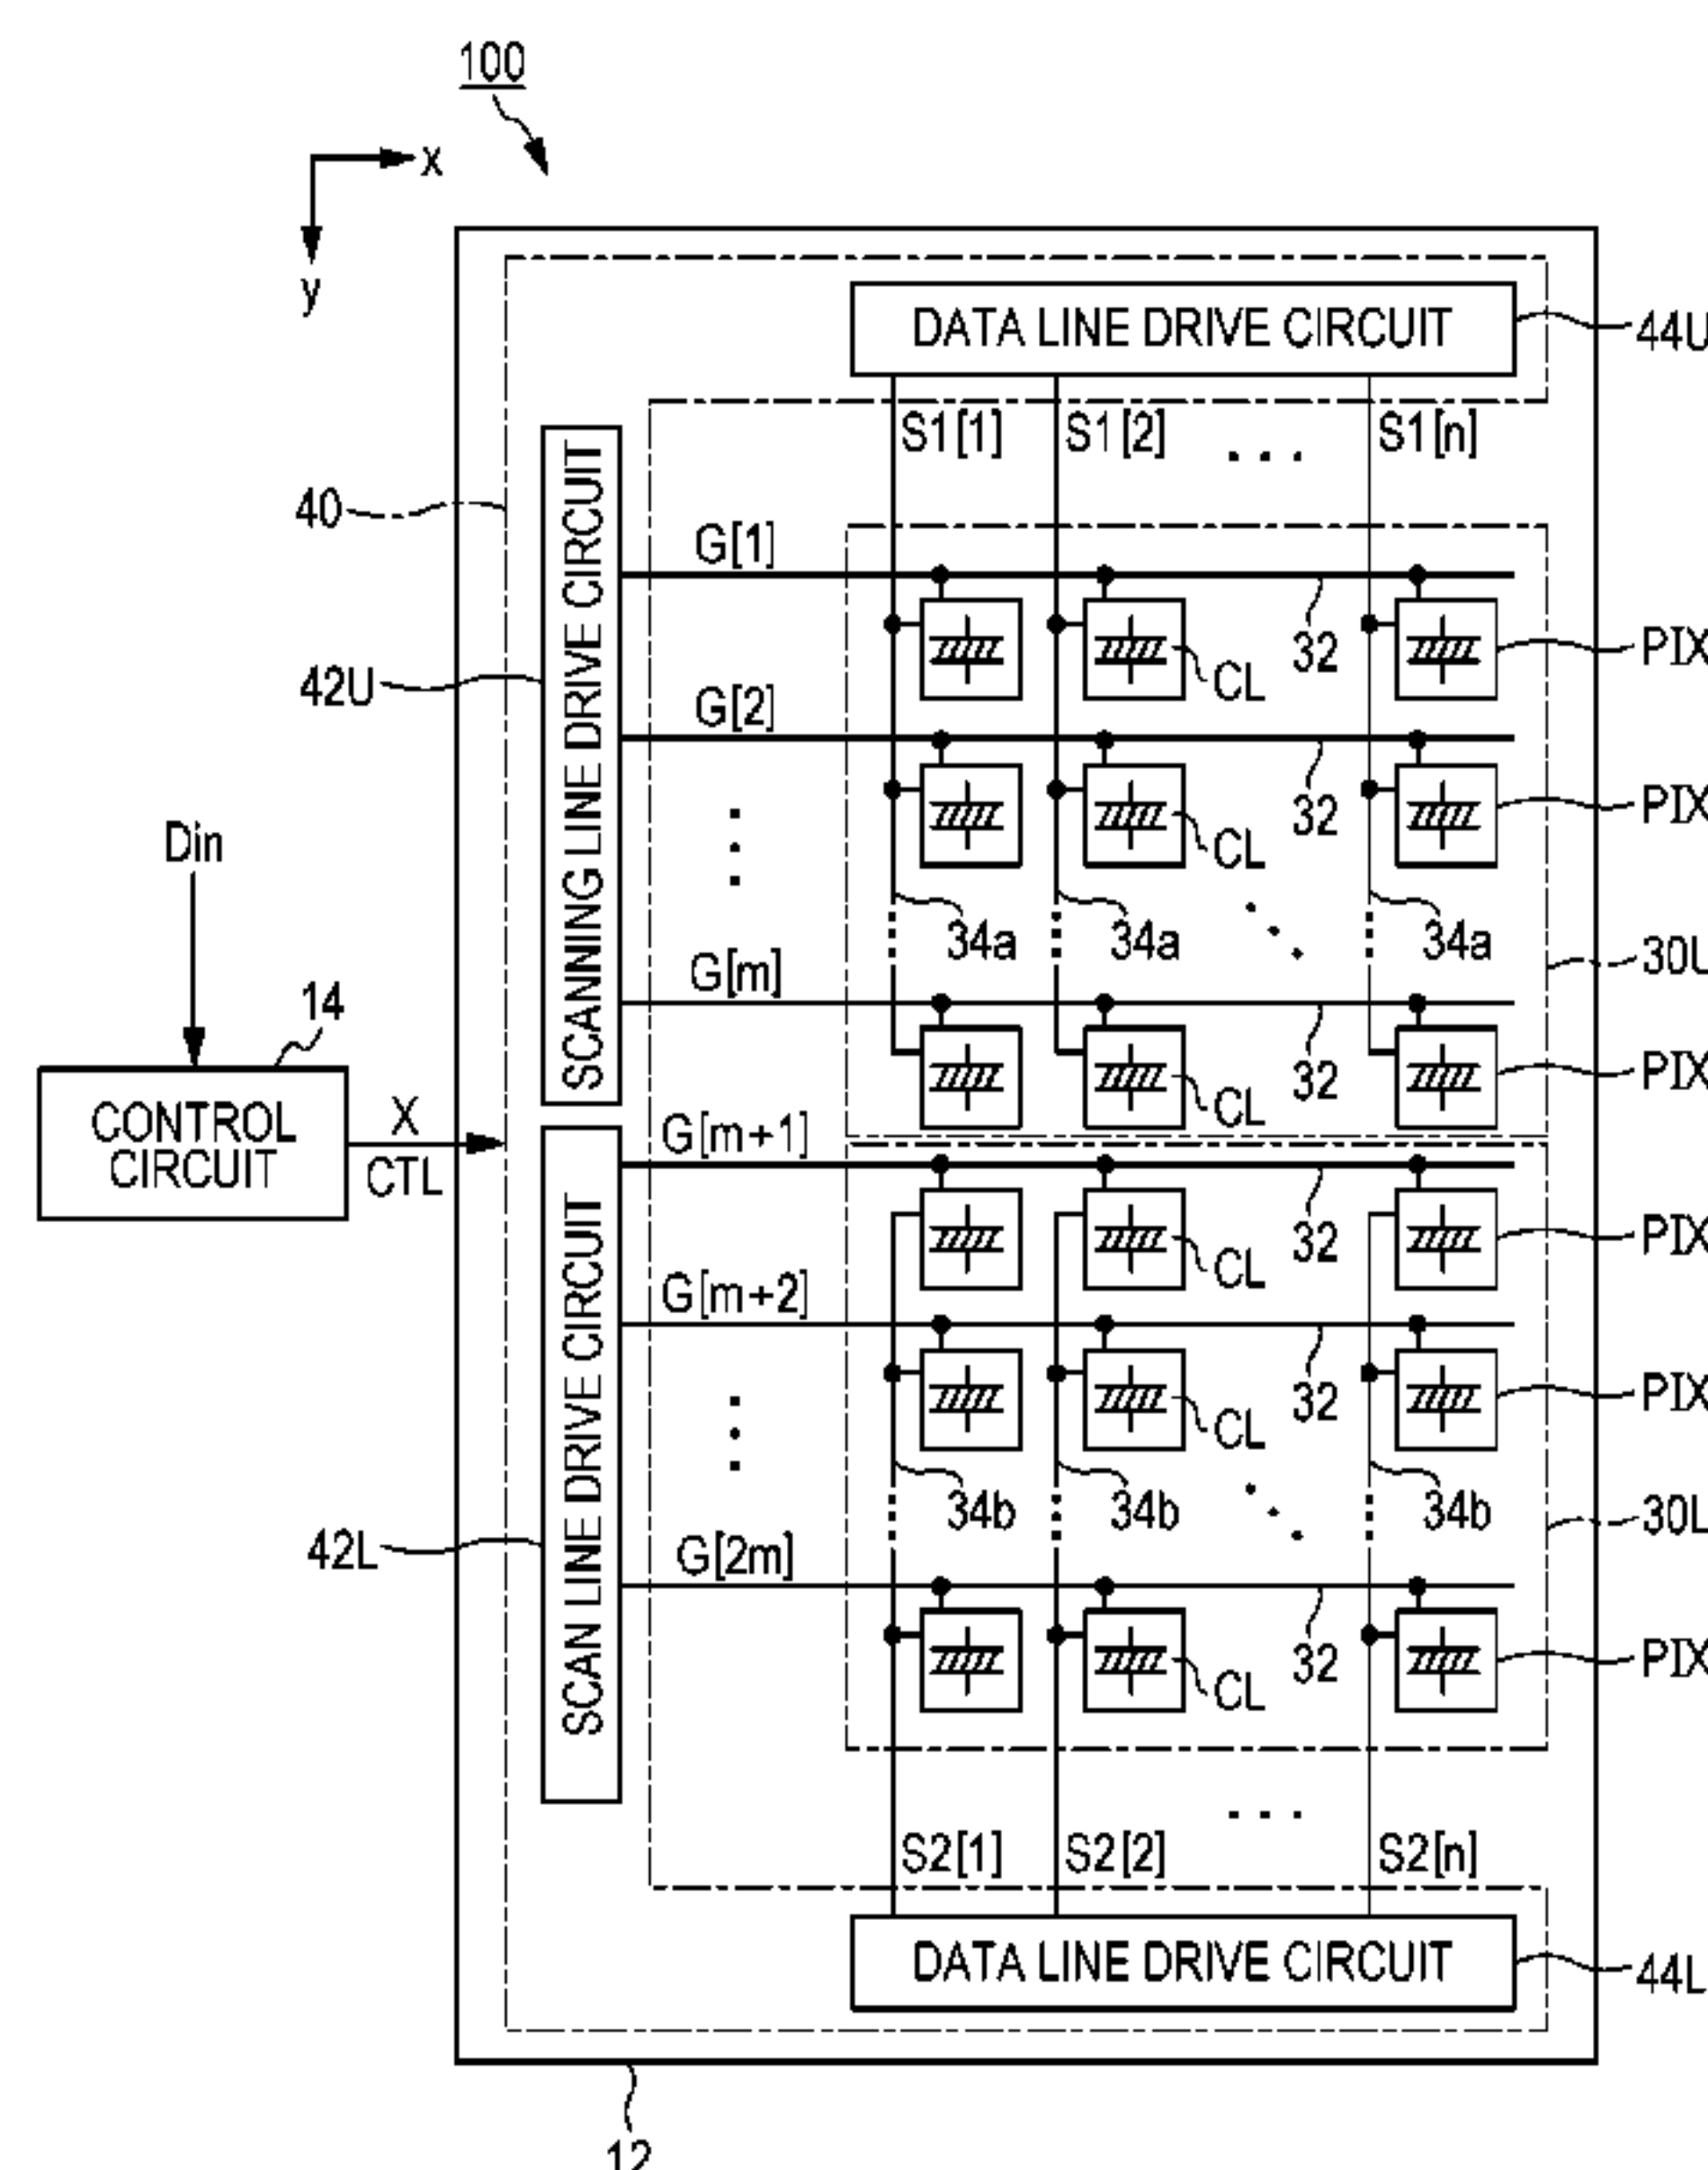 100
x
y
DATA LINE DRIVE CIRCUIT
44U
S1[1] S1[2] ... S1[n]
40
SCANNING LINE DRIVE CIRCUIT
42U
G[1]
32
CL
PIX
G[2]
32
CL
PIX
34a 34a 34a
30U
G[m]
32
CL
PIX
Din
14
CONTROL
CIRCUIT
X
CTL
SCAN LINE DRIVE CIRCUIT
42L
G[m+1]
32
CL
PIX
G[m+2]
32
CL
PIX
34b 34b 34b
30L
G[2m]
32
CL
PIX
S2[1] S2[2] ... S2[n]
DATA LINE DRIVE CIRCUIT
44L
12